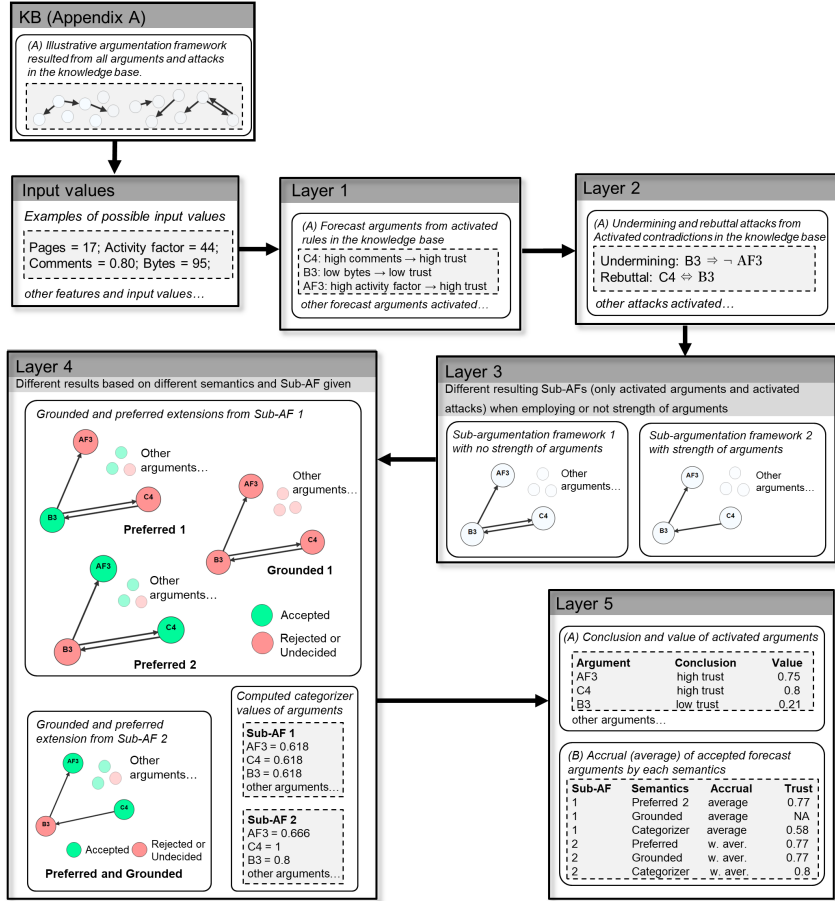 KB (Appendix A)
(A) Illustrative argumentation framework
resulted from all arguments and attacks
in the knowledge base.
Input values
Examples of possible input values
Pages = 17; Activity factor = 44;
Comments = 0.80; Bytes = 95;
other features and input values…
Layer 1
(A) Forecast arguments from activated
rules in the knowledge base
C4: high comments → high trust
B3: low bytes → low trust
AF3: high activity factor → high trust
other forecast arguments activated…
Layer 2
(A) Undermining and rebuttal attacks from
Activated contradictions in the knowledge base
Undermining: B3 ⇒ ¬ AF3
Rebuttal: C4 ⇔ B3
other attacks activated…
Layer 3
Different resulting Sub-AFs (only activated arguments and activated
attacks) when employing or not strength of arguments
Sub-argumentation framework 1
with no strength of arguments
AF3
Other
arguments…
C4
B3
Sub-argumentation framework 2
with strength of arguments
AF3
Other
arguments…
C4
B3
Layer 4
Different results based on different semantics and Sub-AF given
Grounded and preferred extensions from Sub-AF 1
AF3
Other
arguments…
C4
B3
Preferred 1
AF3
Other
arguments…
C4
B3
Grounded 1
AF3
Other
arguments…
C4
B3
Preferred 2
Accepted
Rejected or
Undecided
Grounded and preferred
extension from Sub-AF 2
AF3
Other
arguments…
C4
B3
Accepted
Rejected or
Undecided
Preferred and Grounded
Computed categorizer
values of arguments
Sub-AF 1
AF3 = 0.618
C4 = 0.618
B3 = 0.618
other arguments…
Sub-AF 2
AF3 = 0.666
C4 = 1
B3 = 0.8
other arguments…
Layer 5
(A) Conclusion and value of activated arguments
Argument Conclusion Value
AF3 high trust 0.75
C4 high trust 0.8
B3 low trust 0.21
other arguments…
(B) Accrual (average) of accepted forecast
arguments by each semantics
Sub-AF Semantics Accrual Trust
1 Preferred 2 average 0.77
1 Grounded average NA
1 Categorizer average 0.58
2 Preferred w. aver. 0.77
2 Grounded w. aver. 0.77
2 Categorizer w. aver. 0.8